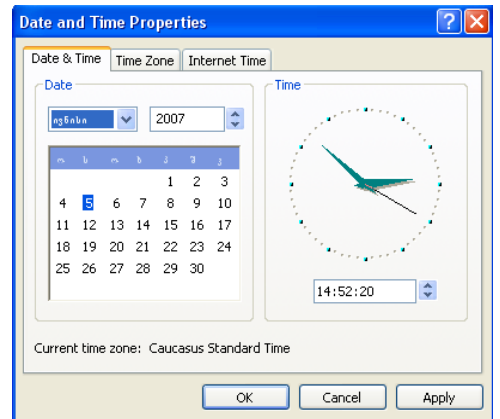 Date and Time Properties
Date & Time Time Zone Internet Time
Date
ივნისი 2007
ო ს ო ხ პ შ კ
1 2 3
4 5 6 7 8 9 10
11 12 13 14 15 16 17
18 19 20 21 22 23 24
25 26 27 28 29 30
Time
14:52:20
Current time zone: Caucasus Standard Time
OK Cancel Apply